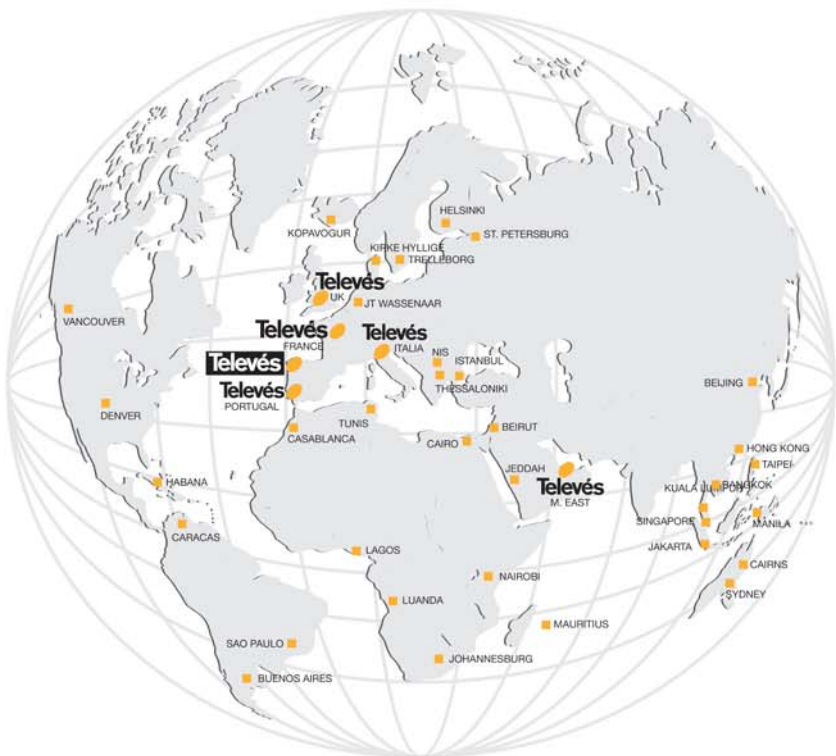 HELSINKI
KOPAVOGUR
ST. PETERSBURG
KIRKE HYLLIGE
TRELLEBORG
Televés
UK
JT WASSENAAR
VANCOUVER
Televés
FRANCE
Televés
ITALIA
Televés
NIS
ISTANBUL
THESSALONIKI
BEIJING
Televés
PORTUGAL
DENVER
TUNIS
CASABLANCA
CAIRO
BEIRUT
HONG KONG
TAIPEI
JEDDAH
HABANA
Televés
M. EAST
KUALA LUMPUR
BANGKOK
SINGAPORE
MANILA
CARACAS
JAKARTA
LAGOS
CAIRNS
NAIROBI
SYDNEY
LUANDA
MAURITIUS
SAO PAULO
JOHANNESBURG
BUENOS AIRES